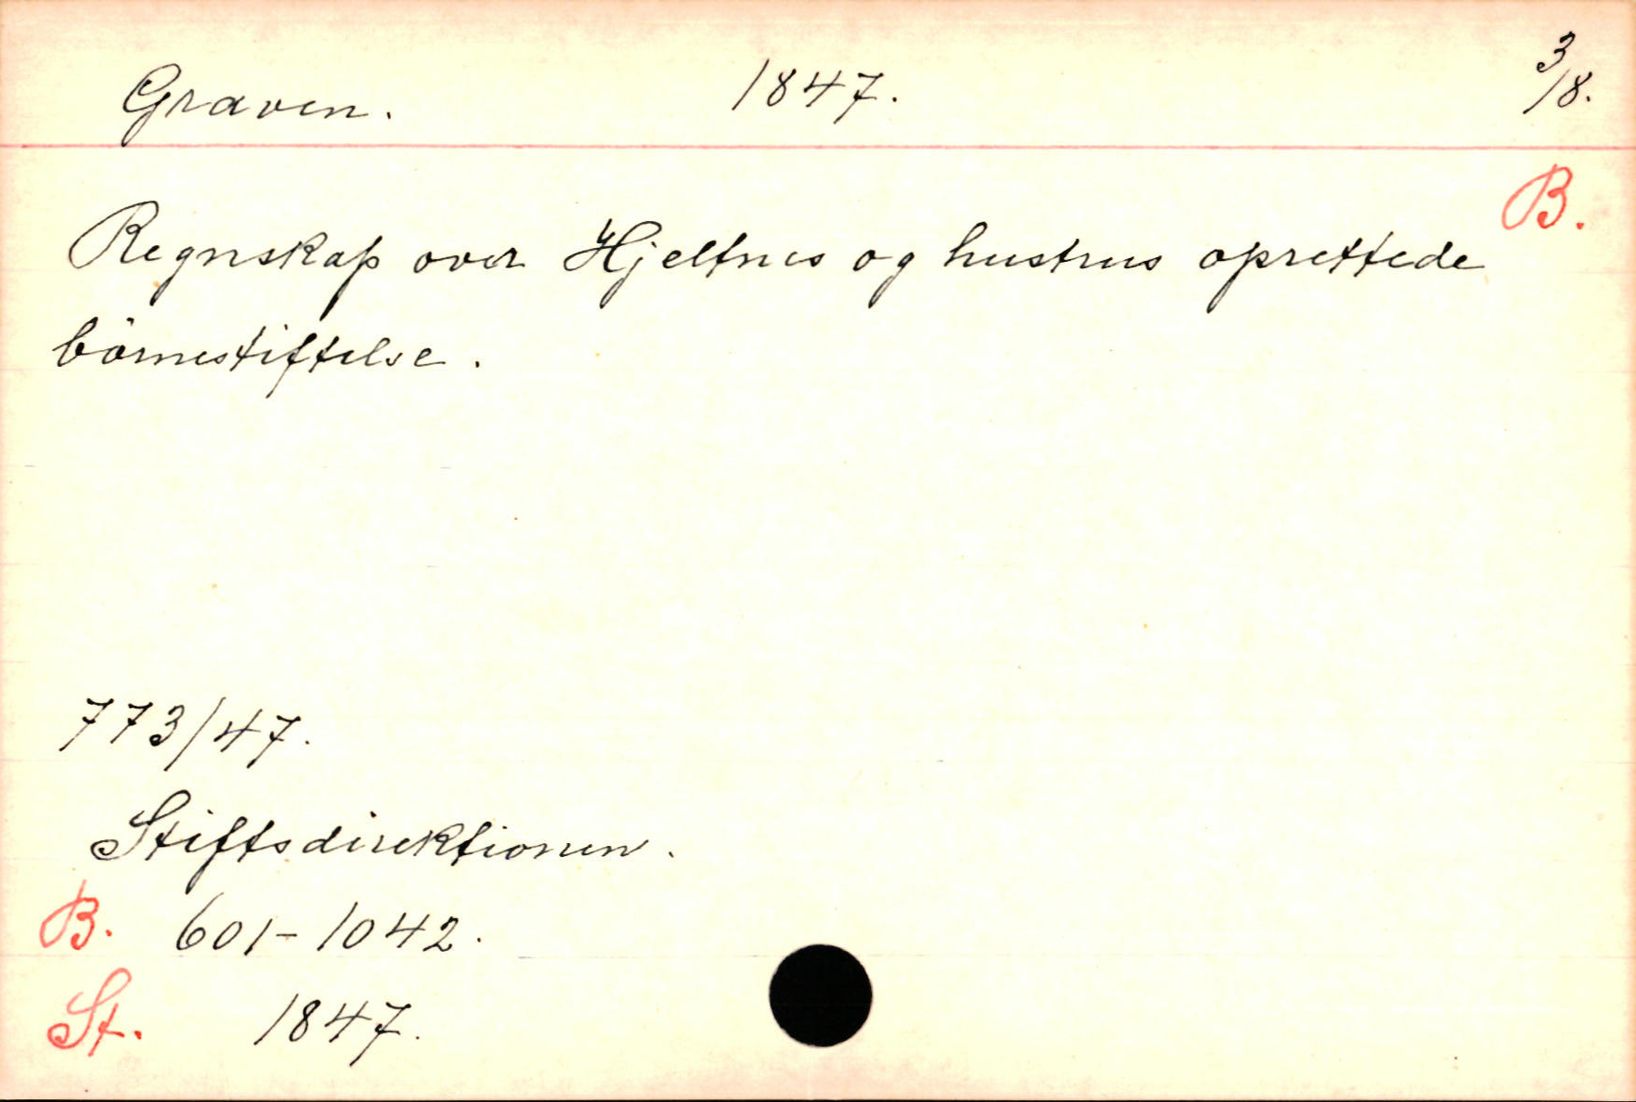 Graven. 1847. 3/8.
B.
Regnskap over Hjeltnes og hustrus oprettede
börnestiftelse.
773/47.
Stiftsdirektionen.
B. 601-1042.
St. 1847.